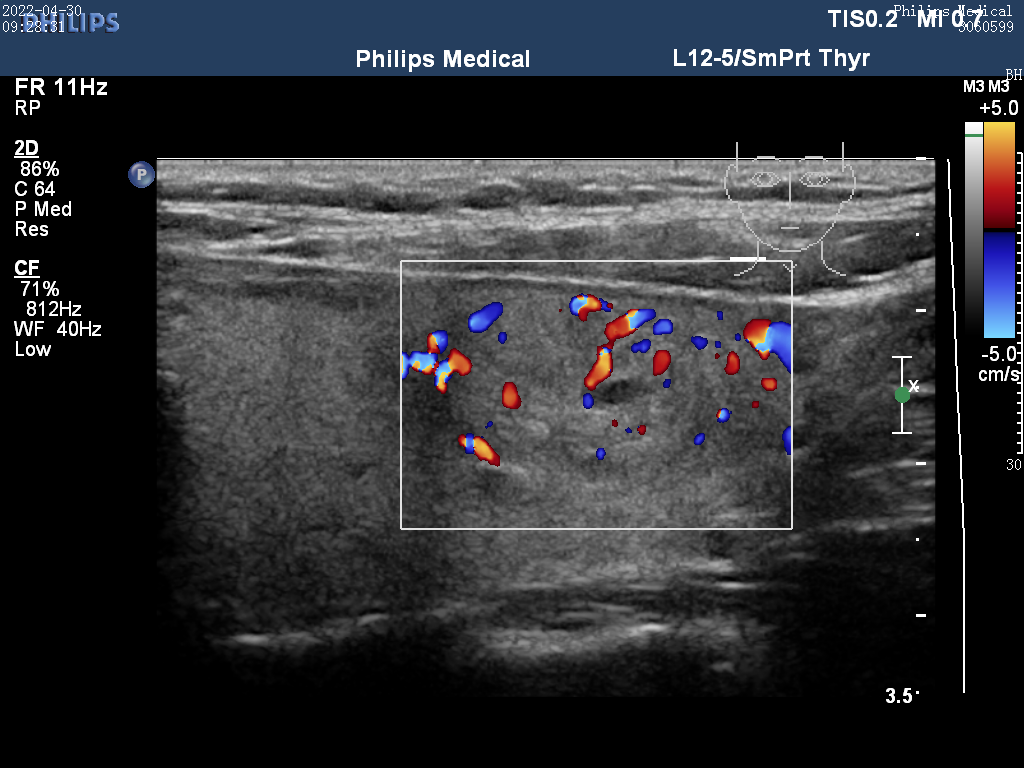 2022-04-30
09:28:31
PHILIPS
TIS0.2 MI 0.7
Philips Medical
3060599
Philips Medical
L12-5/SmPrt Thyr
BH
FR 11Hz
RP
M3 M3
+5.0
2D
86%
C 64
P Med
Res
P
CF
71%
812Hz
WF 40Hz
Low
-5.0
cm/s
x
30
3.5